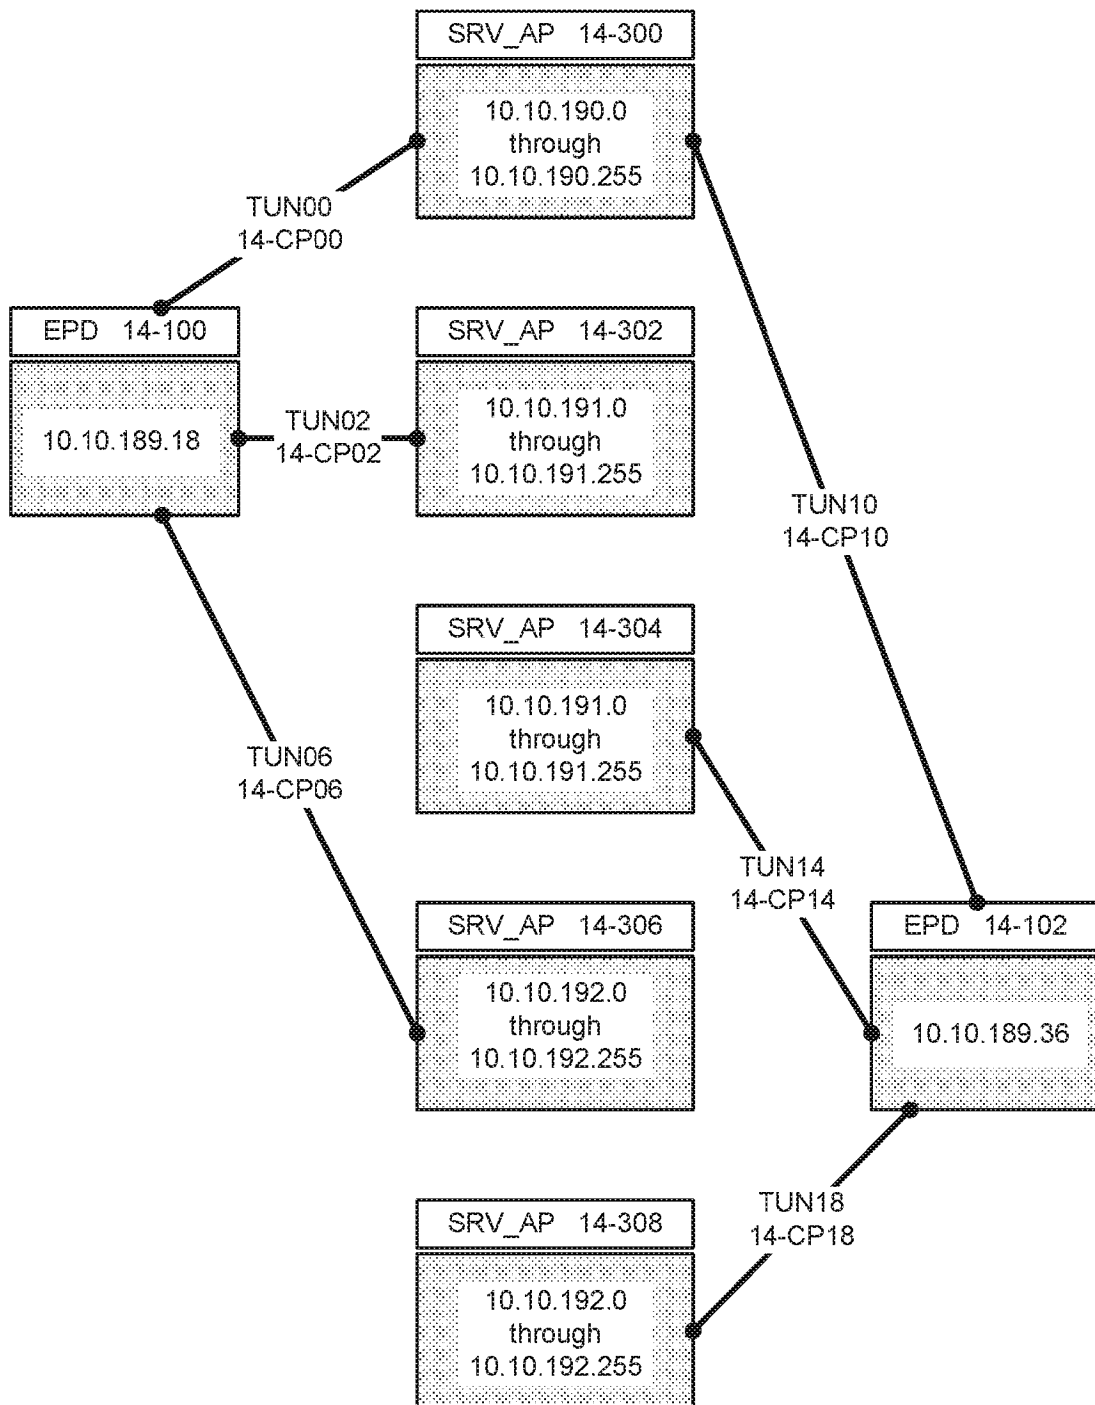 SRV_AP 14-300
10.10.190.0
through
10.10.190.255
TUN00
14-CP00
EPD 14-100
10.10.189.18
TUN02
14-CP02
SRV_AP 14-302
10.10.191.0
through
10.10.191.255
TUN10
14-CP10
SRV_AP 14-304
10.10.191.0
through
10.10.191.255
TUN06
14-CP06
TUN14
14-CP14
SRV_AP 14-306
10.10.192.0
through
10.10.192.255
EPD 14-102
10.10.189.36
TUN18
14-CP18
SRV_AP 14-308
10.10.192.0
through
10.10.192.255